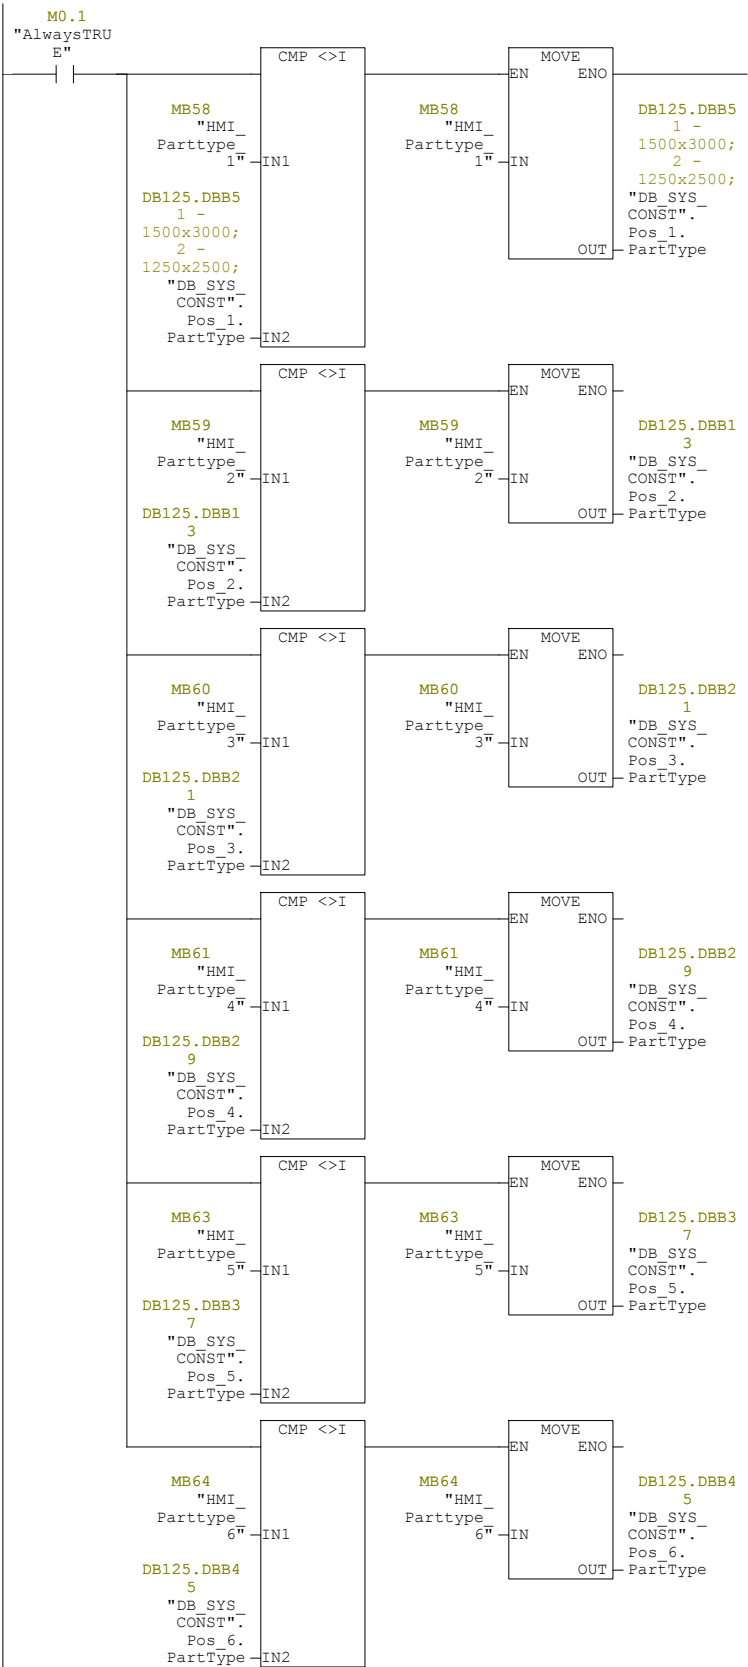 M0.1
"AlwaysTRU
E"
CMP <>I
MOVE
EN ENO
MB58
"HMI_
Parttype_
1" IN1
MB58
"HMI_
Parttype_
1" IN
DB125.DBB5
1 -
1500x3000;
2 -
1250x2500;
"DB_SYS_
CONST".
Pos_1.
OUT PartType
DB125.DBB5
1 -
1500x3000;
2 -
1250x2500;
"DB_SYS_
CONST".
Pos_1.
PartType IN2
CMP <>I
MOVE
EN ENO
MB59
"HMI_
Parttype_
2" IN1
MB59
"HMI_
Parttype_
2" IN
DB125.DBB1
3
"DB_SYS_
CONST".
Pos_2.
OUT PartType
DB125.DBB1
3
"DB_SYS_
CONST".
Pos_2.
PartType IN2
CMP <>I
MOVE
EN ENO
MB60
"HMI_
Parttype_
3" IN1
MB60
"HMI_
Parttype_
3" IN
DB125.DBB2
1
"DB_SYS_
CONST".
Pos_3.
OUT PartType
DB125.DBB2
1
"DB_SYS_
CONST".
Pos_3.
PartType IN2
CMP <>I
MOVE
EN ENO
MB61
"HMI_
Parttype_
4" IN1
MB61
"HMI_
Parttype_
4" IN
DB125.DBB2
9
"DB_SYS_
CONST".
Pos_4.
OUT PartType
DB125.DBB2
9
"DB_SYS_
CONST".
Pos_4.
PartType IN2
CMP <>I
MOVE
EN ENO
MB63
"HMI_
Parttype_
5" IN1
MB63
"HMI_
Parttype_
5" IN
DB125.DBB3
7
"DB_SYS_
CONST".
Pos_5.
OUT PartType
DB125.DBB3
7
"DB_SYS_
CONST".
Pos_5.
PartType IN2
CMP <>I
MOVE
EN ENO
MB64
"HMI_
Parttype_
6" IN1
MB64
"HMI_
Parttype_
6" IN
DB125.DBB4
5
"DB_SYS_
CONST".
Pos_6.
OUT PartType
DB125.DBB4
5
"DB_SYS_
CONST".
Pos_6.
PartType IN2